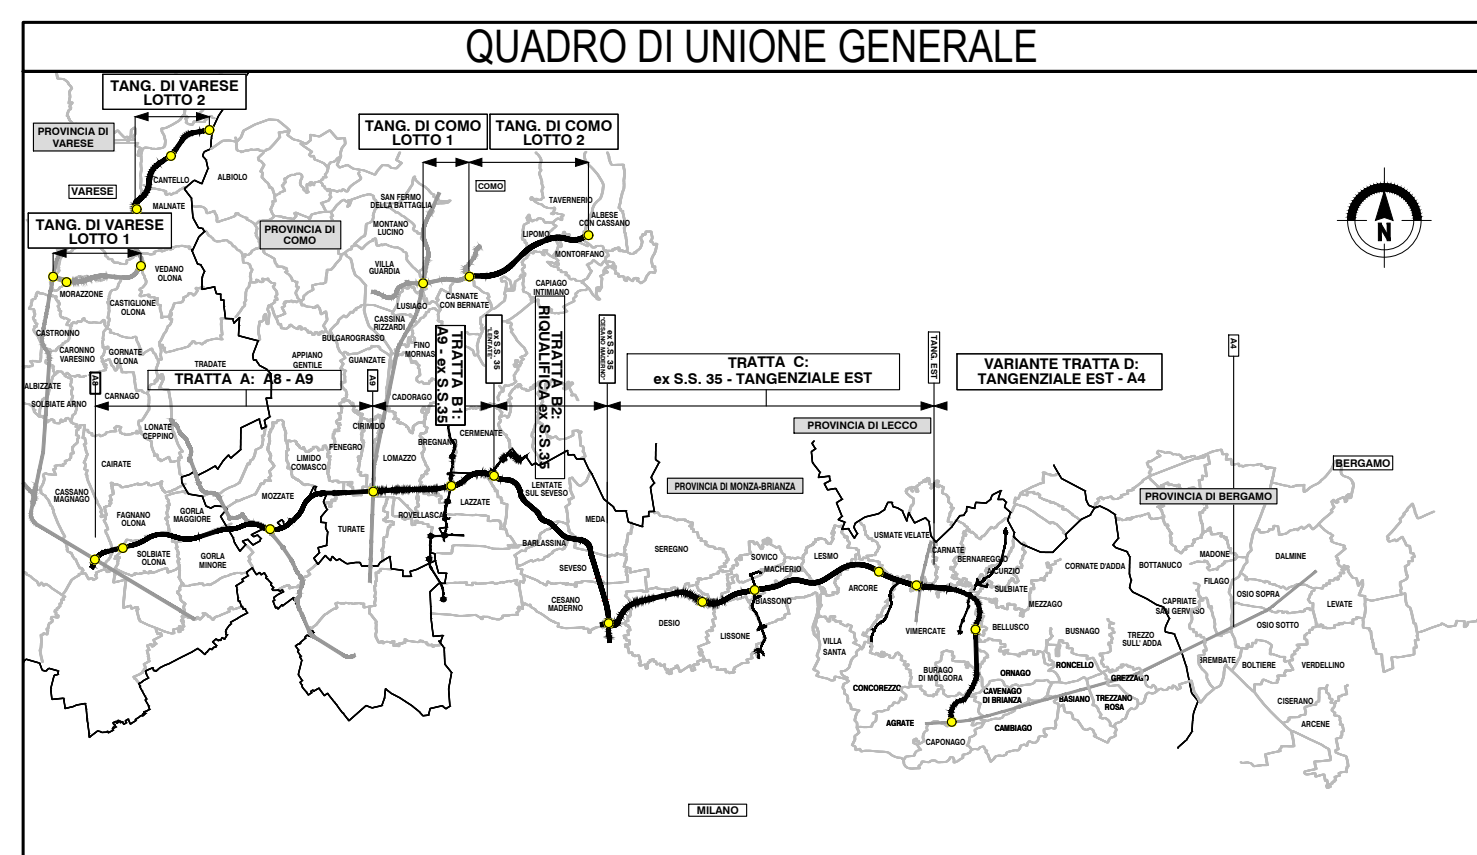 QUADRO DI UNIONE GENERALE
TANG. DI VARESE
LOTTO 2
PROVINCIA DI
VARESE
TANG. DI COMO
LOTTO 1
TANG. DI COMO
LOTTO 2
CANTELLO
ALBIOLO
VARESE
MALNATE
COMO
SAN FERMO
DELLA BATTAGLIA
TAVERNERIO
ALBESE
CON CASSANO
TANG. DI VARESE
LOTTO 1
PROVINCIA DI
COMO
MONTANO
LUCINO
LIPOMO
MONTORFANO
N
VEDANO
OLONA
VILLA
GUARDIA
MORAZZONE
CASTIGLIONE
OLONA
LUSIAGO
CASNATE
CON BERNATE
CAPIAGO
INTIMIANO
CASSINA
RIZZARDI
CASTRONNO
BULGAROGRASSO
FINO
MORNAS
CARONNO
VARESINO
GORNATE
OLONA
TRADATE
APPIANO
GENTILE
GUANZATE
TRATTA B1:
A9 - ex S.S.35
ex S.S. 35
"LENTATE"
TRATTA B2:
RIQUALIFICA ex S.S.35
ex S.S. 35
"CESANO MADERNO"
TRATTA C:
ex S.S. 35 - TANGENZIALE EST
TANG. EST
VARIANTE TRATTA D:
TANGENZIALE EST - A4
A4
ALBIZZATE
A8
TRATTA A: A8 - A9
A9
SOLBIATE ARNO
CARNAGO
CADORAGO
LONATE
CEPPINO
CIRIMIDO
FENEGRO
BREGNANO
CERMENATE
PROVINCIA DI LECCO
CAIRATE
LIMIDO
COMASCO
LOMAZZO
BERGAMO
CASSANO
MAGNAGO
MOZZATE
LENTATE
SUL SEVESO
PROVINCIA DI MONZA-BRIANZA
PROVINCIA DI BERGAMO
FAGNANO
OLONA
GORLA
MAGGIORE
ROVELLASCA
LAZZATE
TURATE
MEDA
USMATE VELATE
BARLASSINA
SEREGNO
SOVICO
LESMO
CARNATE
BERNAREGGIO
MADONE
DALMINE
SOLBIATE
OLONA
GORLA
MINORE
SEVESO
MACHERIO
AICURZIO
CORNATE D'ADDA
BOTTANUCO
FILAGO
ARCORE
SULBIATE
OSIO SOPRA
CESANO
MADERNO
BIASSONO
MEZZAGO
CAPRIATE
SAN GERVASO
LEVATE
DESIO
LISSONE
VILLA
SANTA
VIMERCATE
BELLUSCO
BUSNAGO
TREZZO
SULL' ADDA
OSIO SOTTO
BURAGO
DI MOLGORA
ORNAGO
RONCELLO
GREZZAGO
BREMBATE
BOLTIERE
VERDELLINO
CONCOREZZO
CAVENAGO
DI BRIANZA
BASIANO
TREZZANO
ROSA
CISERANO
AGRATE
CAMBIAGO
ARCENE
CAPONAGO
MILANO